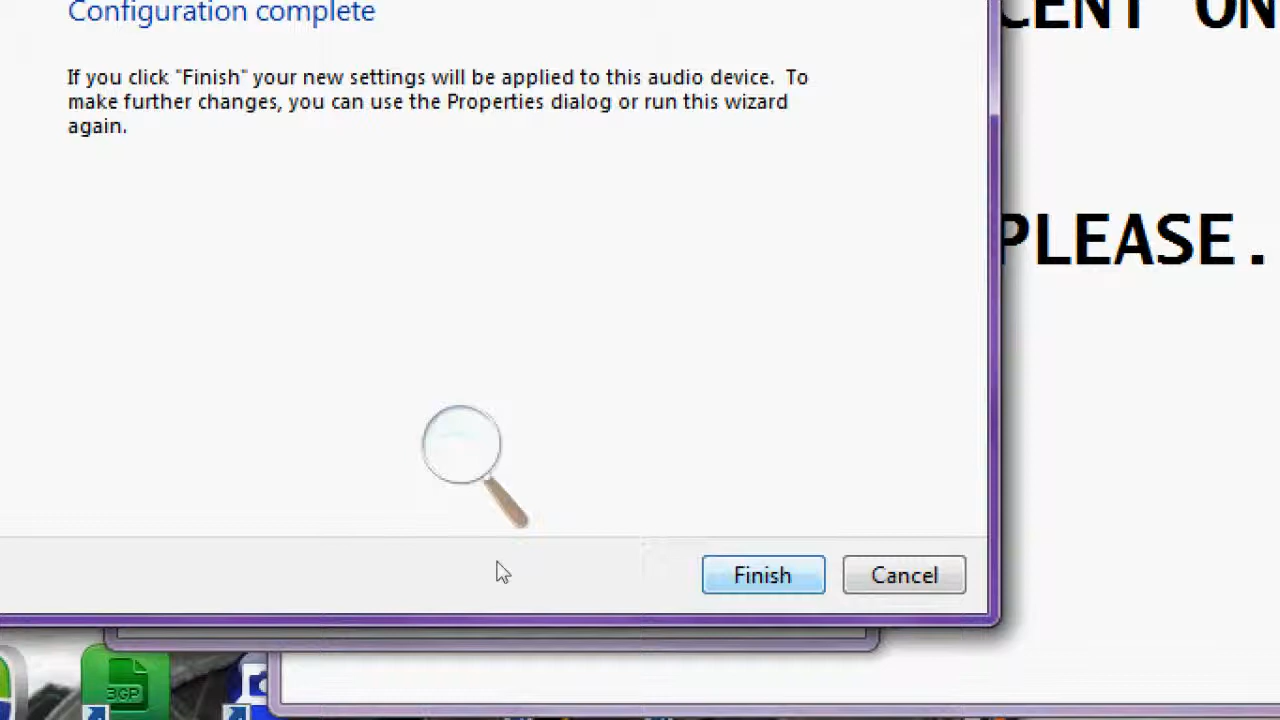 Configuration complete
CENT ON
If you click "Finish" your new settings will be applied to this audio device. To
make further changes, you can use the Properties dialog or run this wizard
again.
PLEASE.
Finish
Cancel
3GP